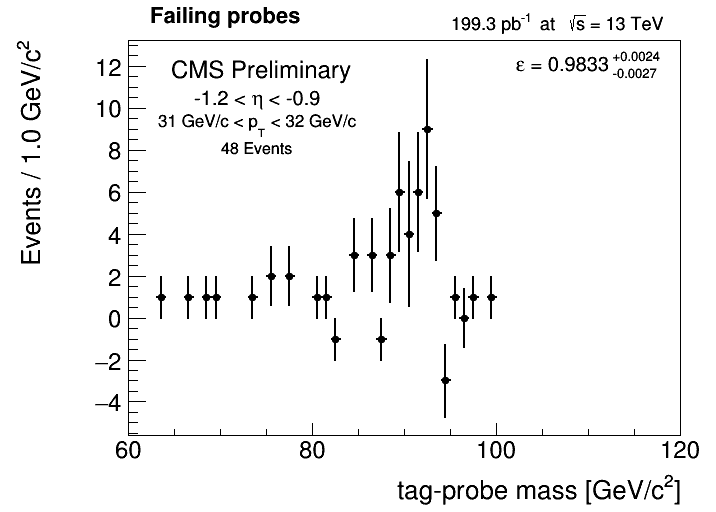 Failing probes
199.3 pb⁻¹ at √s = 13 TeV
CMS Preliminary
-1.2 < η < -0.9
31 GeV/c < p_T < 32 GeV/c
48 Events
ε = 0.9833 +0.0024 -0.0027
Events / 1.0 GeV/c²
12
10
8
6
4
2
0
−2
−4
60 80 100 120
tag-probe mass [GeV/c²]